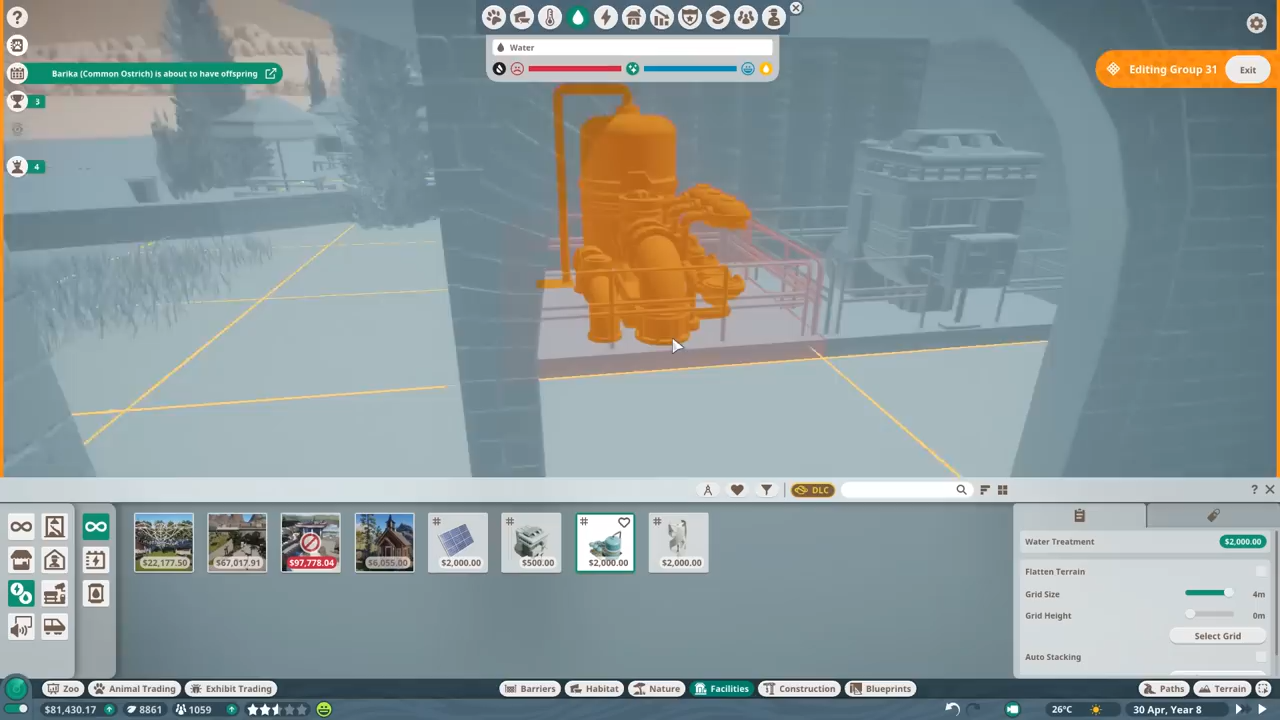 Water
Barika (Common Ostrich) is about to have offspring
Editing Group 31
Exit
3
4
DLC
$22,177.50
$67,017.91
$97,778.04
$6,055.00
$2,000.00
$500.00
$2,000.00
$2,000.00
Water Treatment
$2,000.00
Flatten Terrain
Grid Size
4m
Grid Height
0m
Select Grid
Auto Stacking
Zoo
Animal Trading
Exhibit Trading
Barriers
Habitat
Nature
Facilities
Construction
Blueprints
Paths
Terrain
$81,430.17
8861
1059
26°C
30 Apr, Year 8